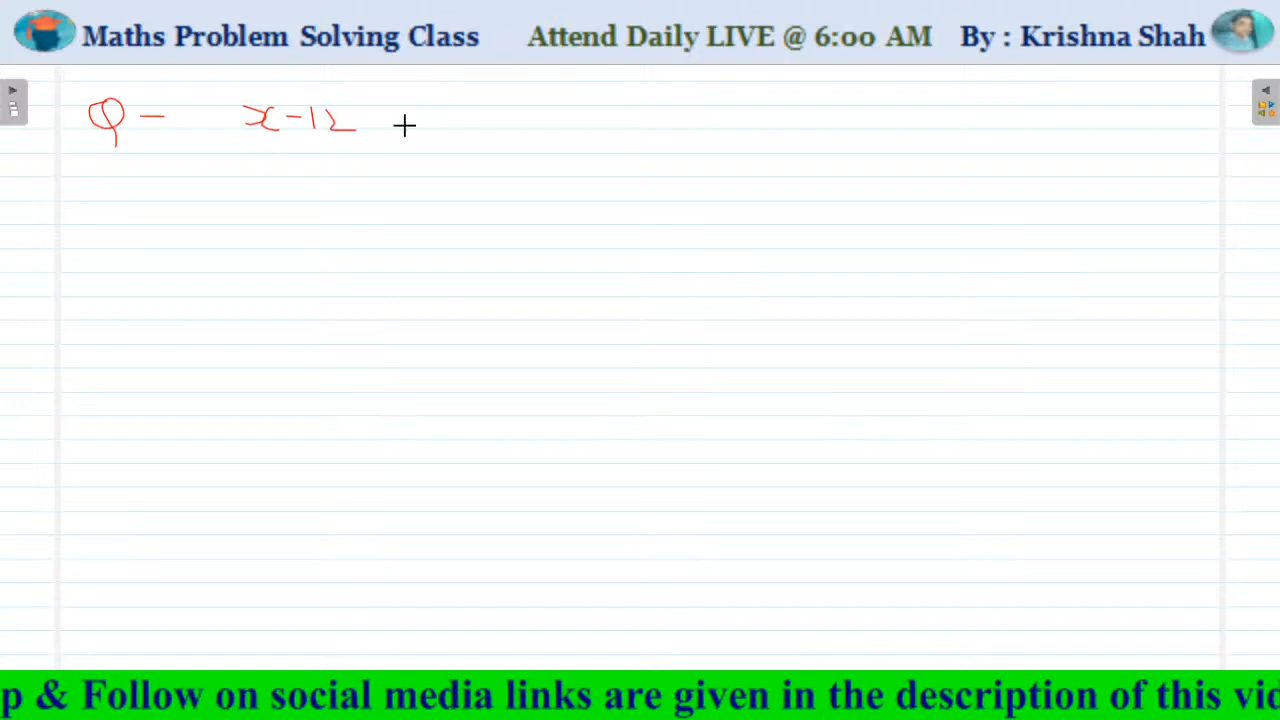 Maths Problem Solving Class Attend Daily LIVE @ 6:00 AM By : Krishna Shah
Q - x-12
p & Follow on social media links are given in the description of this vid